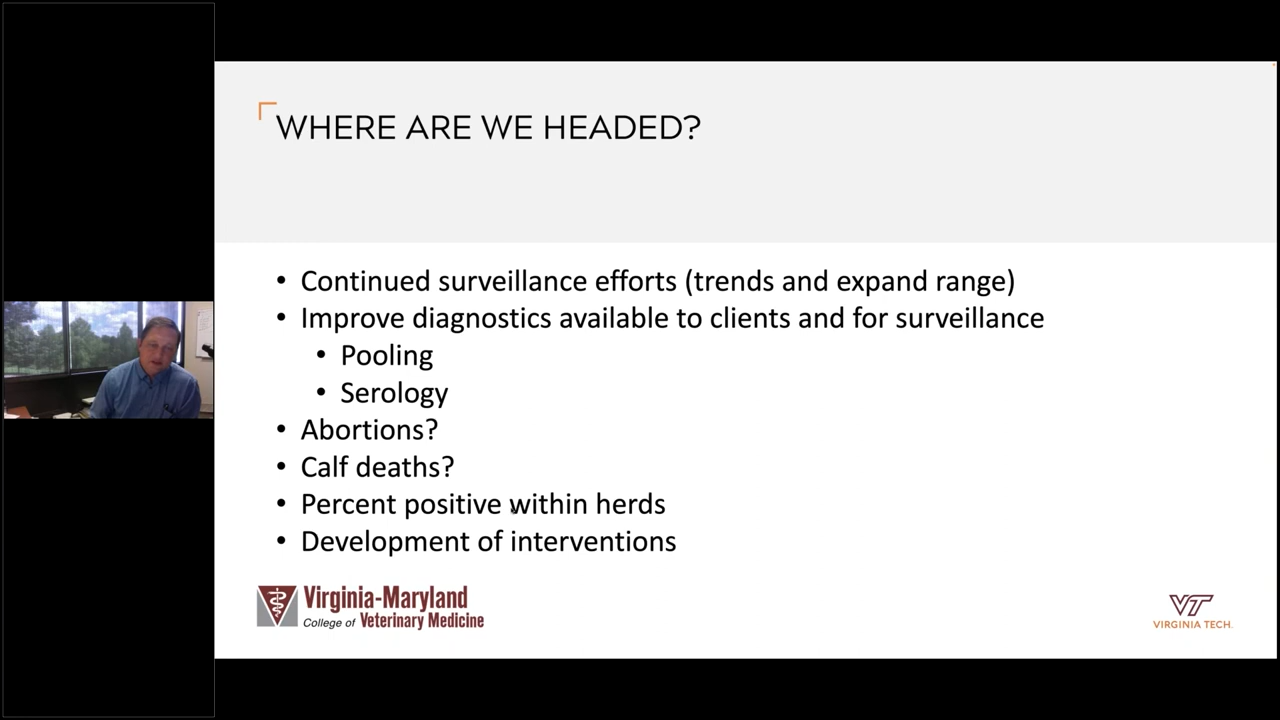 WHERE ARE WE HEADED?
• Continued surveillance efforts (trends and expand range)
• Improve diagnostics available to clients and for surveillance
• Pooling
• Serology
• Abortions?
• Calf deaths?
• Percent positive within herds
• Development of interventions
Virginia-Maryland
College of Veterinary Medicine
VT
VIRGINIA TECH.